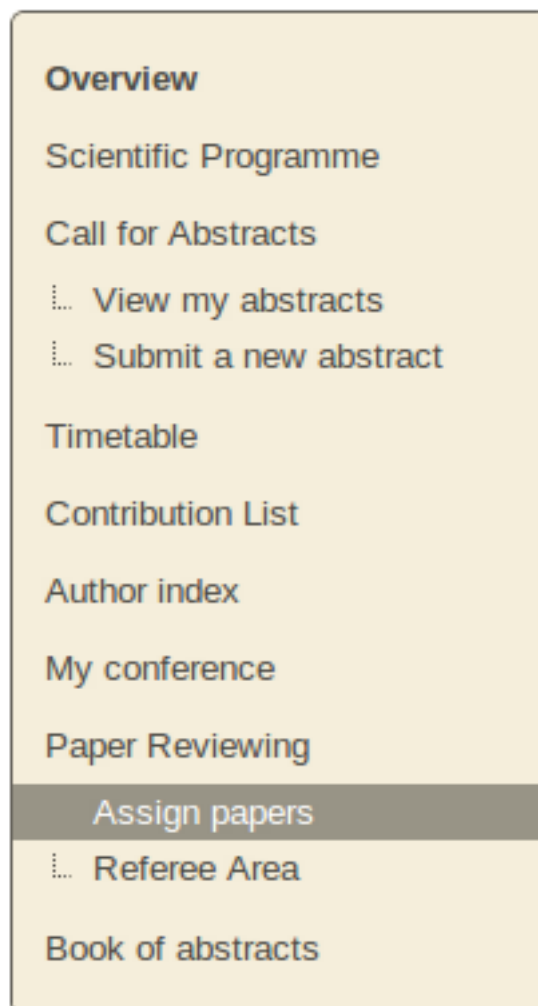 Overview
Scientific Programme
Call for Abstracts
View my abstracts
Submit a new abstract
Timetable
Contribution List
Author index
My conference
Paper Reviewing
Assign papers
Referee Area
Book of abstracts